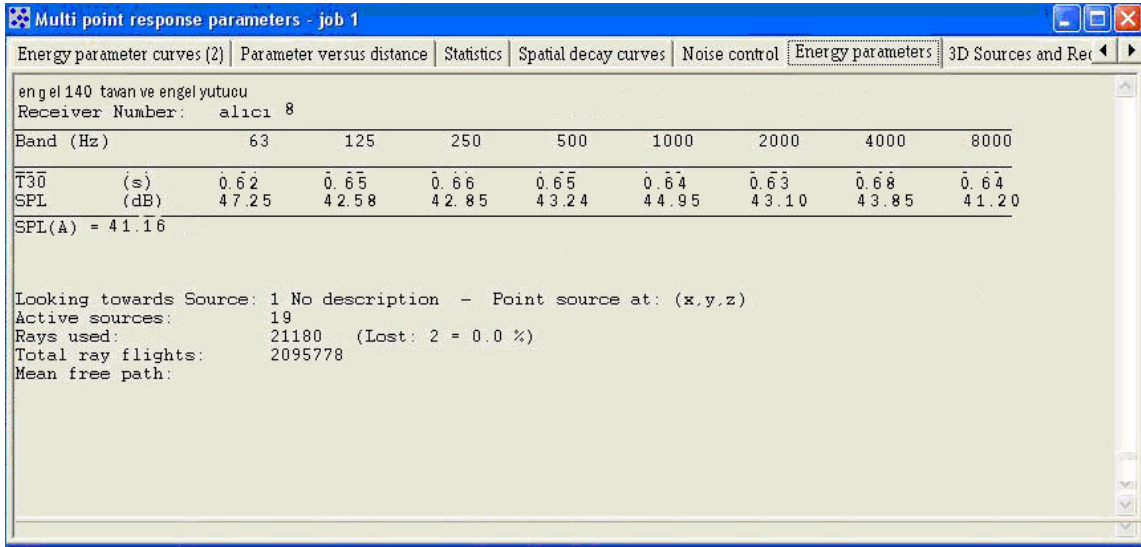 Multi point response parameters - job 1
Energy parameter curves (2) Parameter versus distance Statistics Spatial decay curves Noise control Energy parameters 3D Sources and Rec
engel 140 tavan ve engel yutucu
Receiver Number: alıcı 8
Band (Hz) 63 125 250 500 1000 2000 4000 8000
T30 (s) 0.62 0.65 0.66 0.65 0.64 0.63 0.68 0.64
SPL (dB) 47.25 42.58 42.85 43.24 44.95 43.10 43.85 41.20
SPL(A) = 41.16
Looking towards Source: 1 No description - Point source at: (x,y,z)
Active sources: 19
Rays used: 21180 (Lost: 2 = 0.0 %)
Total ray flights: 2095778
Mean free path: